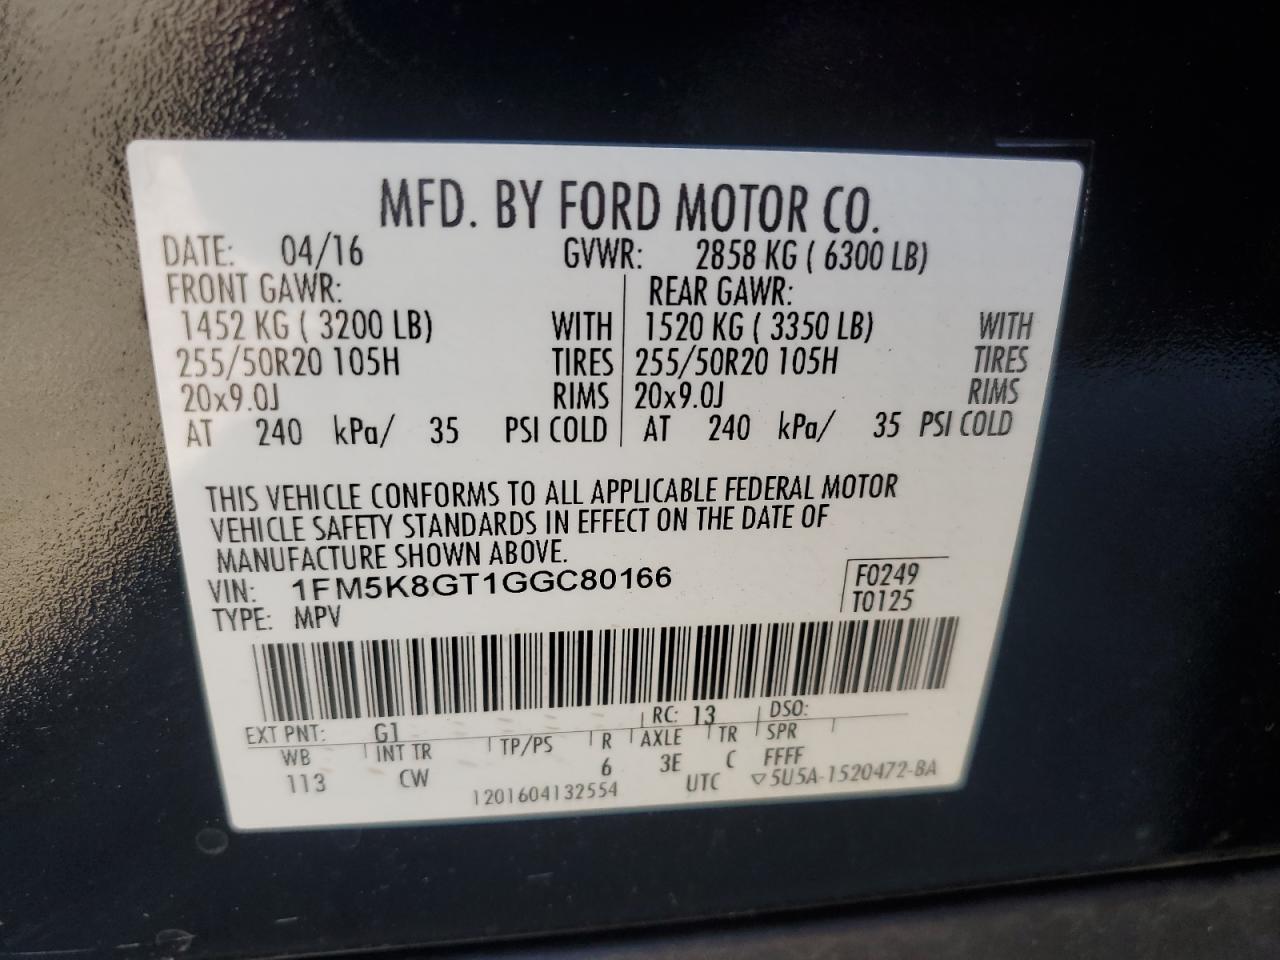 MFD. BY FORD MOTOR CO.
DATE: 04/16 GVWR: 2858 KG ( 6300 LB)
FRONT GAWR: REAR GAWR:
1452 KG ( 3200 LB) WITH 1520 KG ( 3350 LB) WITH
255/50R20 105H TIRES 255/50R20 105H TIRES
20x9.0J RIMS 20x9.0J RIMS
AT 240 kPa/ 35 PSI COLD AT 240 kPa/ 35 PSI COLD
THIS VEHICLE CONFORMS TO ALL APPLICABLE FEDERAL MOTOR
VEHICLE SAFETY STANDARDS IN EFFECT ON THE DATE OF
MANUFACTURE SHOWN ABOVE.
VIN: 1FM5K8GT1GGC80166 F0249
TYPE: MPV T0125
EXT PNT: G1 RC: 13 DSO:
WB INT TR TP/PS R AXLE TR SPR
113 CW 6 3E C FFFF
1201604132554 UTC ▽5U5A-1520472-BA